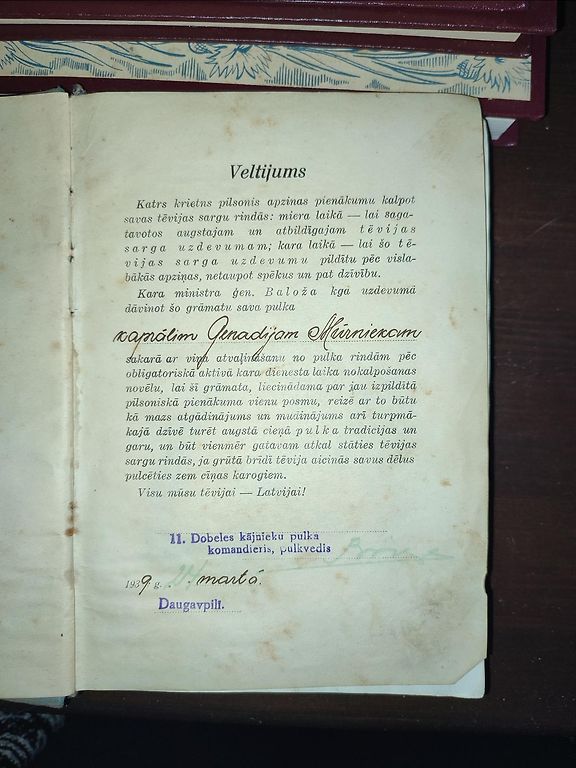 Veltijums
Katrs krietns pilsonis apzinas pienākumu kalpot
savas tēvijas sargu rindās: miera laikā — lai saga-
tavotos augstajam un atbildīgajam tēvijas
sarga uzdevumam; kara laikā — lai šo tē-
vijas sarga uzdevumu pildītu pēc vislā-
bākās apziņas, netaupot spēkus un pat dzīvību.
Kara ministra ģen. Baloža kga uzdevumā
dāvinot šo grāmatu sava pulka
kaprālim Genadijam Mūrniekam
sakarā ar viņa atvaļināšanu no pulka rindām pēc
obligatoriskā aktīvā kara dienesta laika nokalpošanas
novēlu, lai šī grāmata, liecinādama par jau izpildītā
pilsoniskā pienākuma vienu posmu, reizē ar to būtu
kā mazs atgādinājums un mudinājums arī turpmā-
kajā dzīvē turēt augstā cieņā pulka tradicijas un
garu, un būt vienmēr gatavam atkal stāties tēvijas
sargu rindās, ja grūtā brīdī tēvija aicinās savus dēlus
pulcēties zem cīņas karogiem.
Visu mūsu tēvijai — Latvijai!
11. Dobeles kājnieku pulka
komandieris, pulkvedis
1939 g. martā.
Daugavpilī.